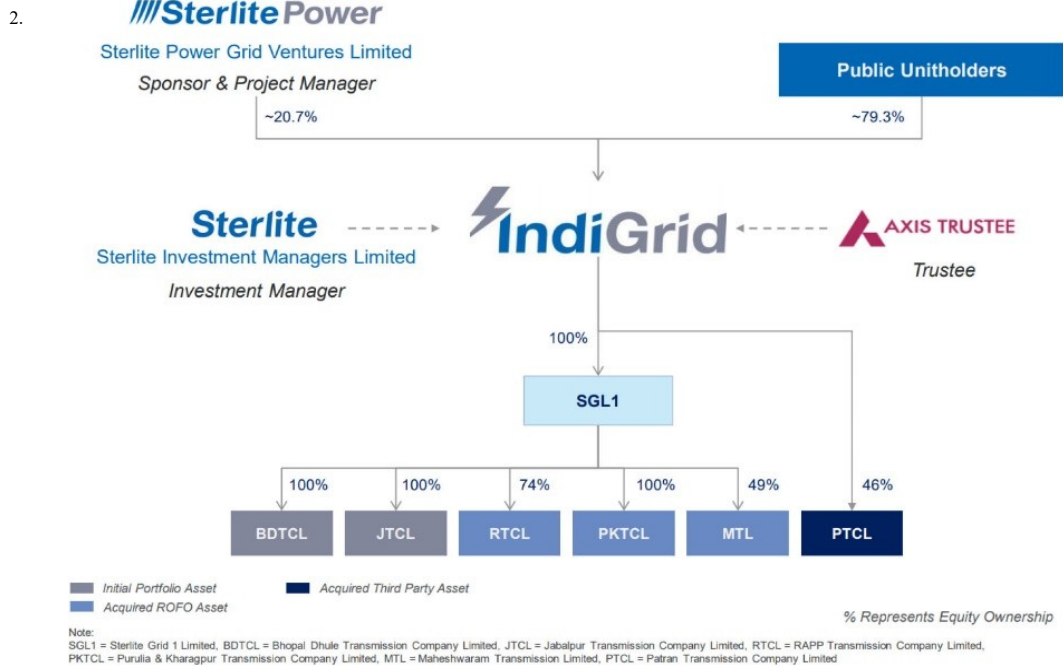 2.
Sterlite Power
Sterlite Power Grid Ventures Limited
Sponsor & Project Manager
Public Unitholders
~20.7%
~79.3%
Sterlite
Sterlite Investment Managers Limited
Investment Manager
IndiGrid
AXIS TRUSTEE
Trustee
100%
SGL1
100% 100% 74% 100% 49% 46%
BDTCL JTCL RTCL PKTCL MTL PTCL
Initial Portfolio Asset Acquired Third Party Asset
Acquired ROFO Asset
% Represents Equity Ownership
Note:
SGL1 = Sterlite Grid 1 Limited, BDTCL = Bhopal Dhule Transmission Company Limited, JTCL = Jabalpur Transmission Company Limited, RTCL = RAPP Transmission Company Limited,
PKTCL = Purulia & Kharagpur Transmission Company Limited, MTL = Maheshwaram Transmission Limited, PTCL = Patran Transmission Company Limited